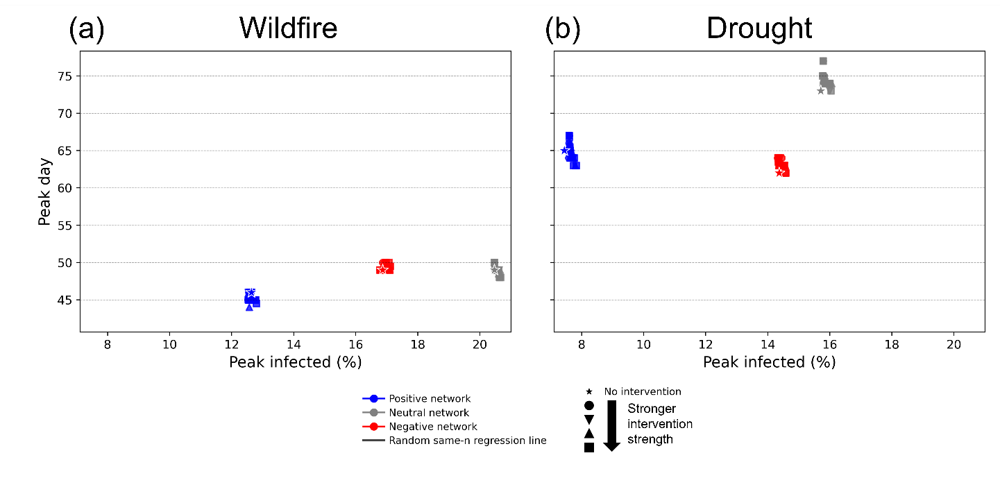 (a) Wildfire
(b) Drought
Peak day
75
70
65
60
55
50
45
8 10 12 14 16 18 20
Peak infected (%)
8 10 12 14 16 18 20
Peak infected (%)
Positive network
Neutral network
Negative network
Random same-n regression line
No intervention
Stronger
intervention
strength